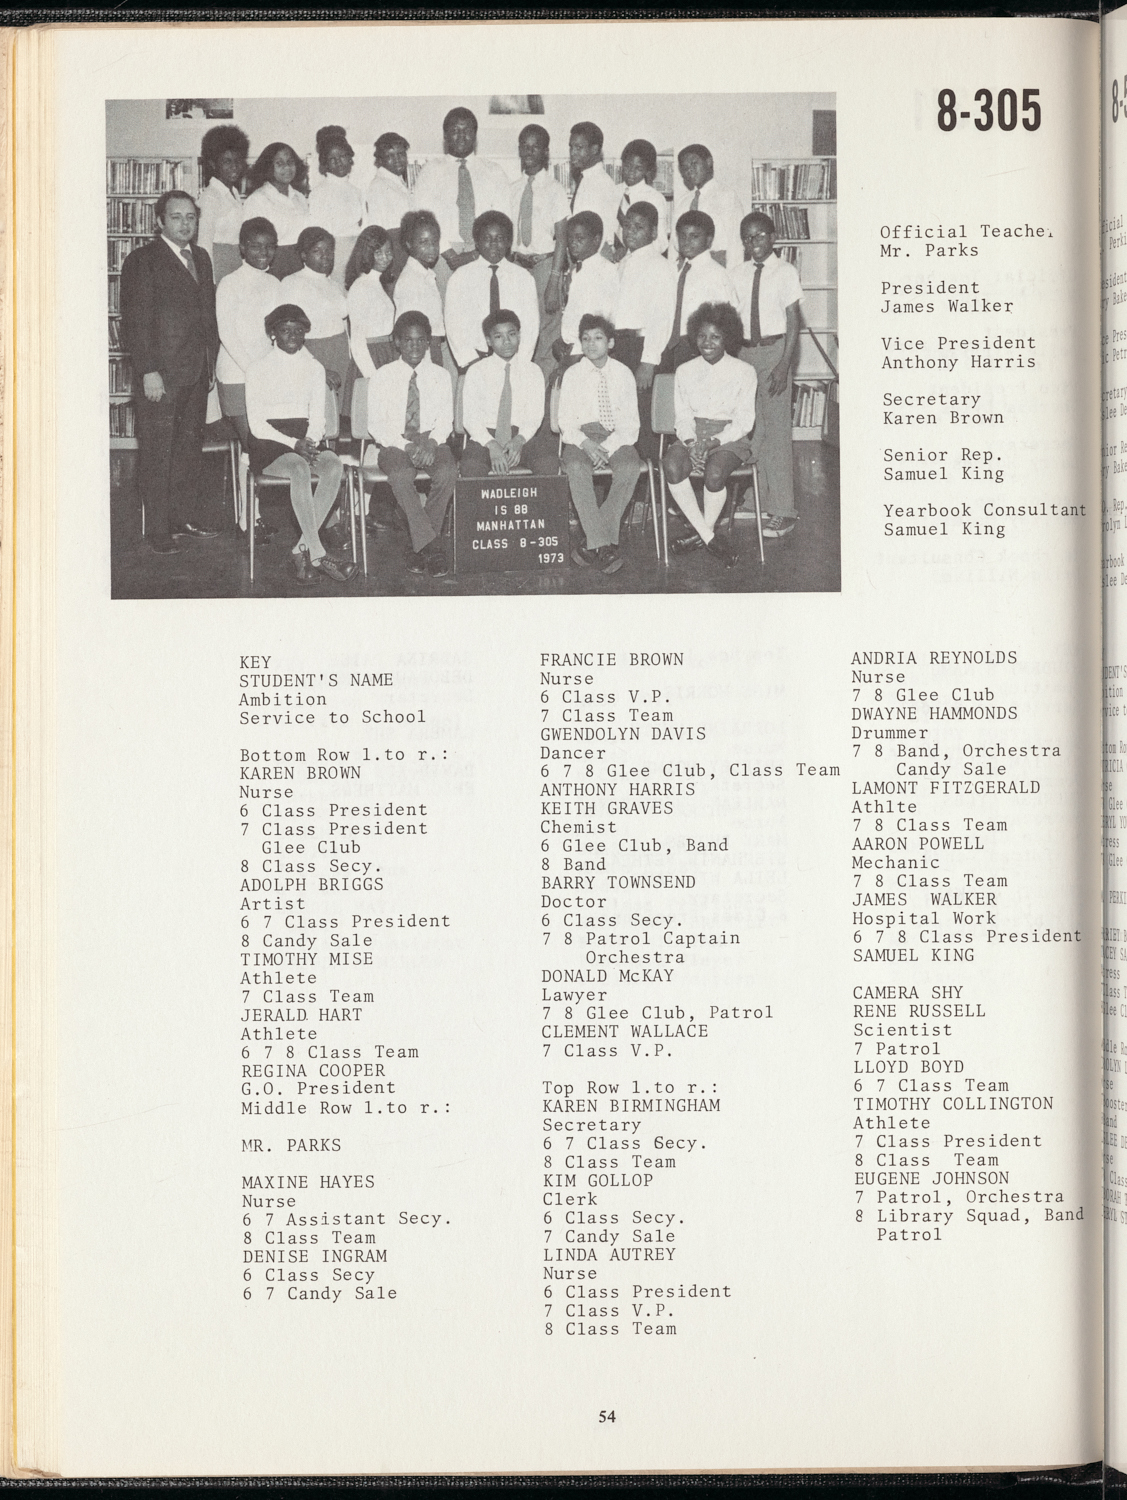 8-305
WADLEIGH
IS 88
MANHATTAN
CLASS 8-305
1973
Official Teacher
Mr. Parks
President
James Walker
Vice President
Anthony Harris
Secretary
Karen Brown
Senior Rep.
Samuel King
Yearbook Consultant
Samuel King
KEY
STUDENT'S NAME
Ambition
Service to School
Bottom Row l.to r.:
KAREN BROWN
Nurse
6 Class President
7 Class President
Glee Club
8 Class Secy.
ADOLPH BRIGGS
Artist
6 7 Class President
8 Candy Sale
TIMOTHY MISE
Athlete
7 Class Team
JERALD HART
Athlete
6 7 8 Class Team
REGINA COOPER
G.O. President
Middle Row l.to r.:
MR. PARKS
MAXINE HAYES
Nurse
6 7 Assistant Secy.
8 Class Team
DENISE INGRAM
6 Class Secy
6 7 Candy Sale
FRANCIE BROWN
Nurse
6 Class V.P.
7 Class Team
GWENDOLYN DAVIS
Dancer
6 7 8 Glee Club, Class Team
ANTHONY HARRIS
KEITH GRAVES
Chemist
6 Glee Club, Band
8 Band
BARRY TOWNSEND
Doctor
6 Class Secy.
7 8 Patrol Captain
Orchestra
DONALD McKAY
Lawyer
7 8 Glee Club, Patrol
CLEMENT WALLACE
7 Class V.P.
Top Row l.to r.:
KAREN BIRMINGHAM
Secretary
6 7 Class Secy.
8 Class Team
KIM GOLLOP
Clerk
6 Class Secy.
7 Candy Sale
LINDA AUTREY
Nurse
6 Class President
7 Class V.P.
8 Class Team
ANDRIA REYNOLDS
Nurse
7 8 Glee Club
DWAYNE HAMMONDS
Drummer
7 8 Band, Orchestra
Candy Sale
LAMONT FITZGERALD
Athlte
7 8 Class Team
AARON POWELL
Mechanic
7 8 Class Team
JAMES WALKER
Hospital Work
6 7 8 Class President
SAMUEL KING
CAMERA SHY
RENE RUSSELL
Scientist
7 Patrol
LLOYD BOYD
6 7 Class Team
TIMOTHY COLLINGTON
Athlete
7 Class President
8 Class Team
EUGENE JOHNSON
7 Patrol, Orchestra
8 Library Squad, Band
Patrol
54